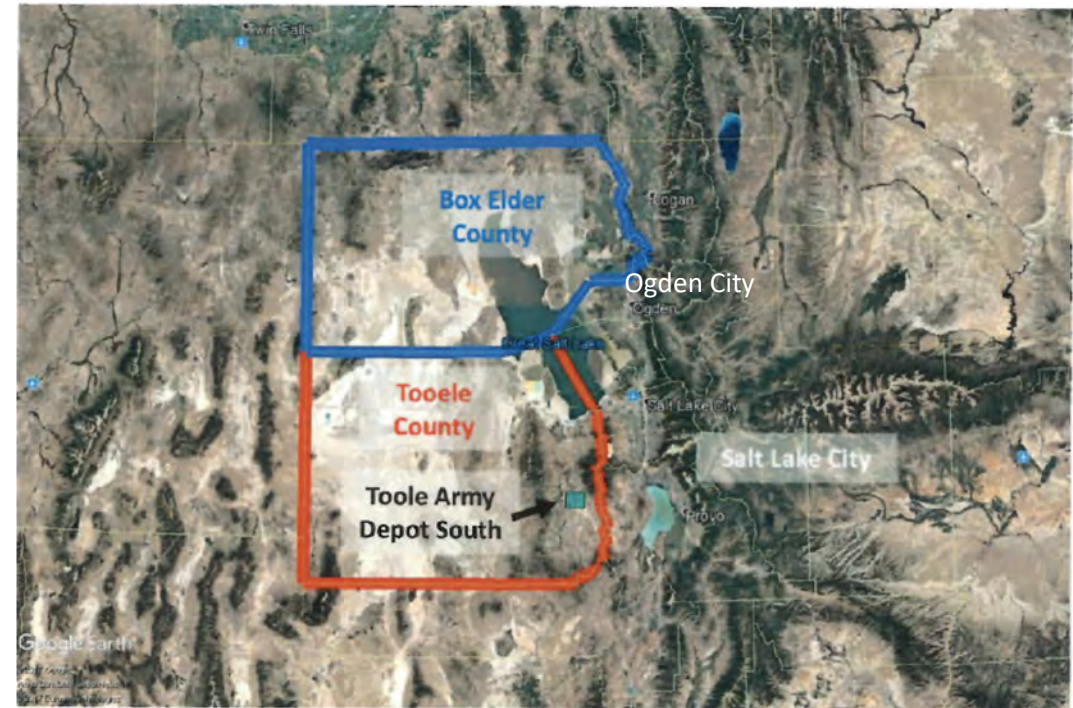 Twin Falls
Box Elder
County
Logan
Ogden City
Ogden
Great Salt Lake
Tooele
County
Salt Lake City
Salt Lake City
Toole Army
Depot South
Provo
Google Earth